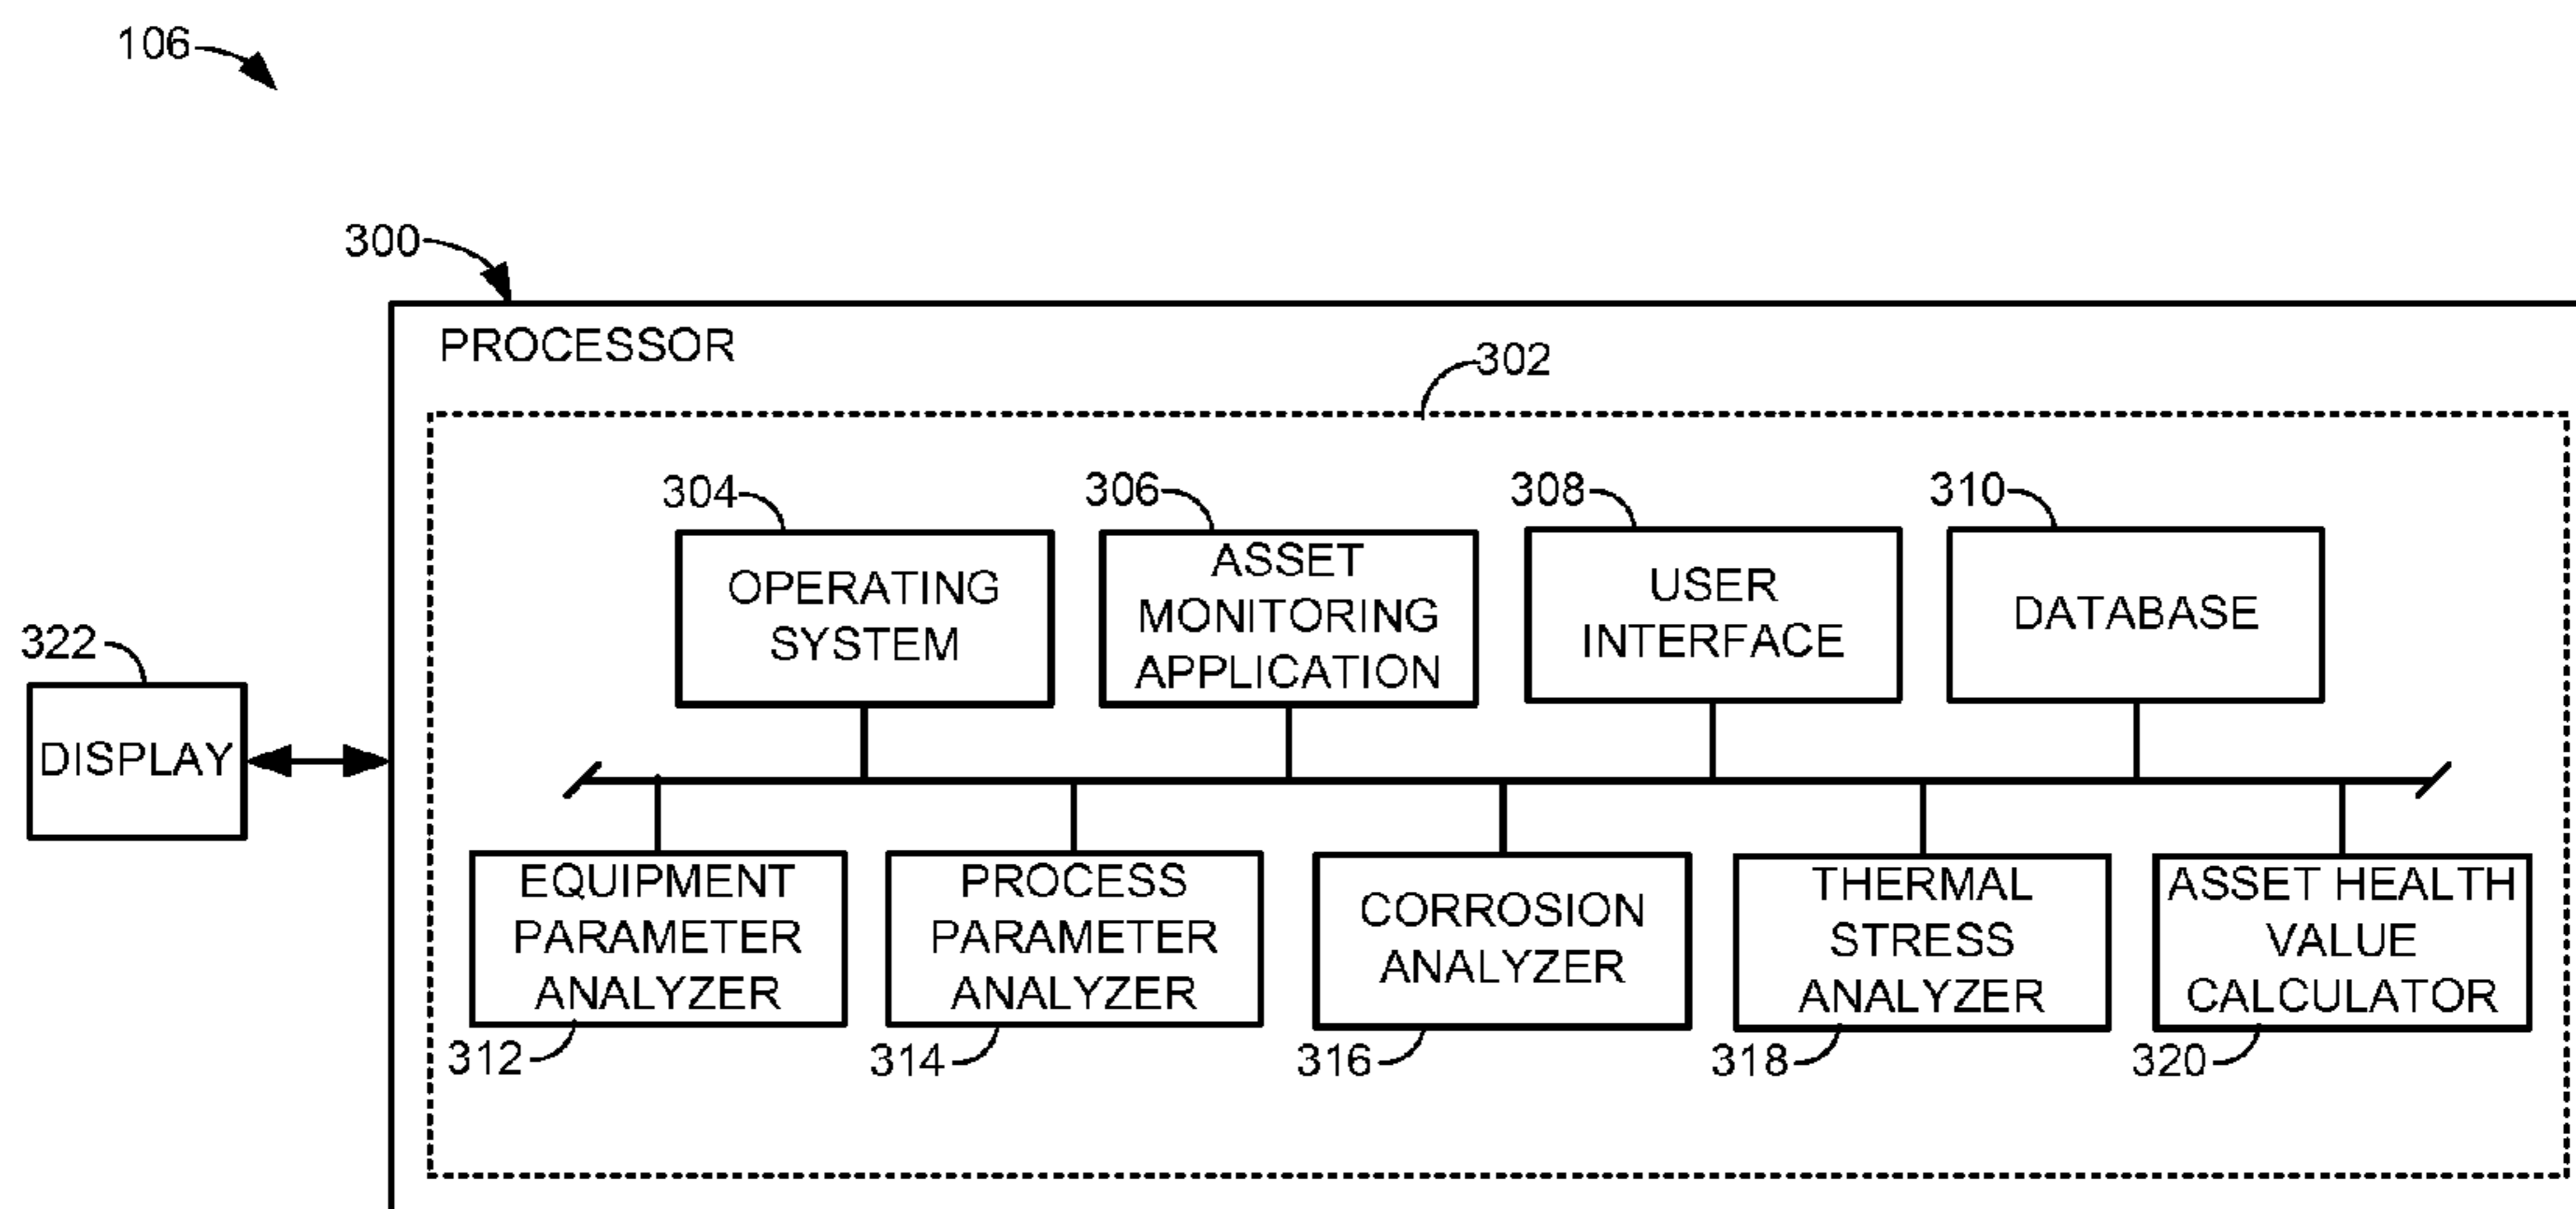 106
300
PROCESSOR
302
304
306
308
310
OPERATING
SYSTEM
ASSET
MONITORING
APPLICATION
USER
INTERFACE
DATABASE
322
DISPLAY
EQUIPMENT
PARAMETER
ANALYZER
PROCESS
PARAMETER
ANALYZER
CORROSION
ANALYZER
THERMAL
STRESS
ANALYZER
ASSET HEALTH
VALUE
CALCULATOR
312
314
316
318
320